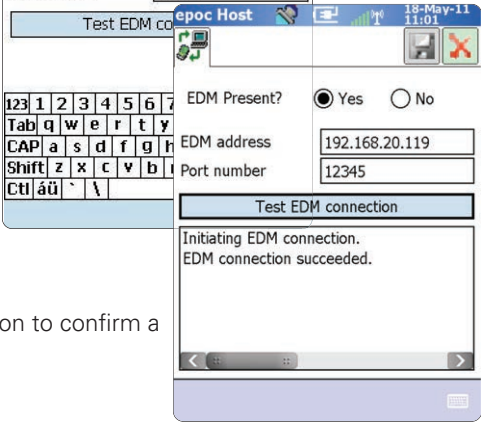 Test EDM co
123 1 2 3 4 5 6 7
Tab q w e r t y
CAP a s d f g h
Shift z x c v b
Ctl áü ` \
on to confirm a
epoc Host 18-May-11
11:01
EDM Present? Yes No
EDM address 192.168.20.119
Port number 12345
Test EDM connection
Initiating EDM connection.
EDM connection succeeded.